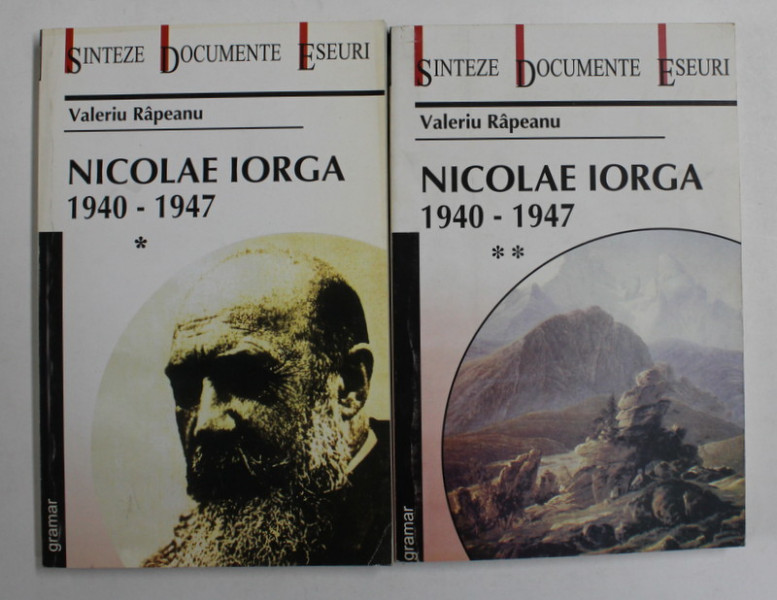 SINTEZE DOCUMENTE ESEURI
Valeriu Râpeanu
NICOLAE IORGA
1940 - 1947
*
gramar
SINTEZE DOCUMENTE ESEURI
Valeriu Râpeanu
NICOLAE IORGA
1940 - 1947
**
gramar